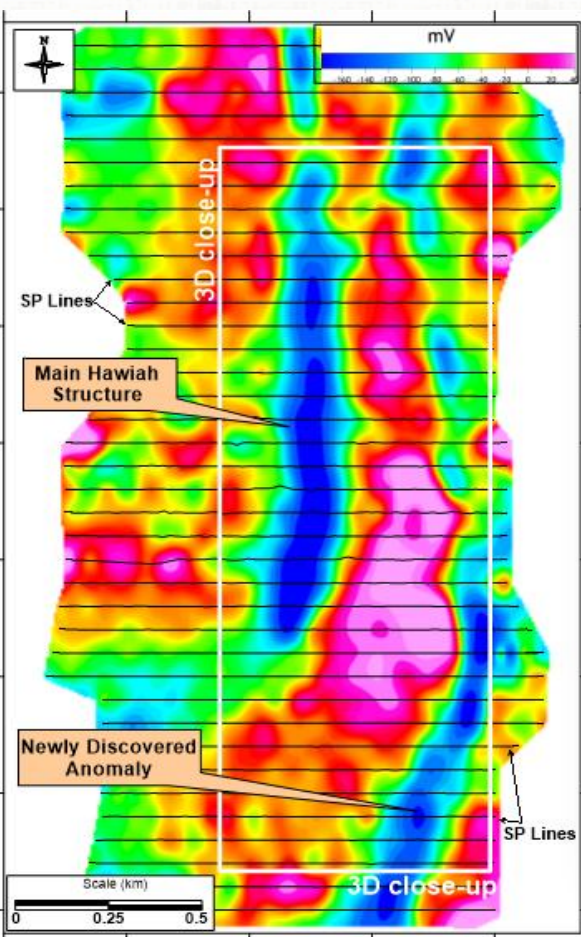 N
mV
-160 -140 -120 -100 -80 -60 -40 -20 0 20 40
3D close-up
SP Lines
Main Hawiah
Structure
Newly Discovered
Anomaly
SP Lines
3D close-up
Scale (km)
0 0.25 0.5